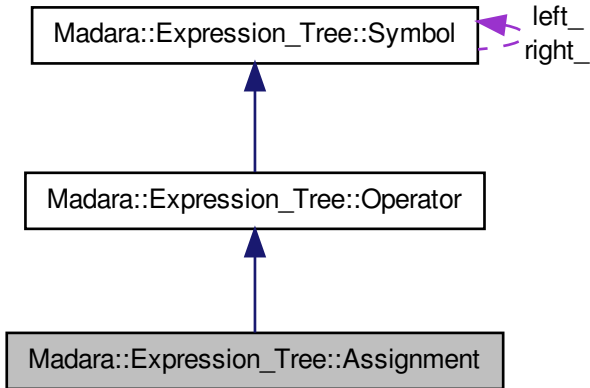 Madara::Expression_Tree::Symbol
left_
right_
Madara::Expression_Tree::Operator
Madara::Expression_Tree::Assignment